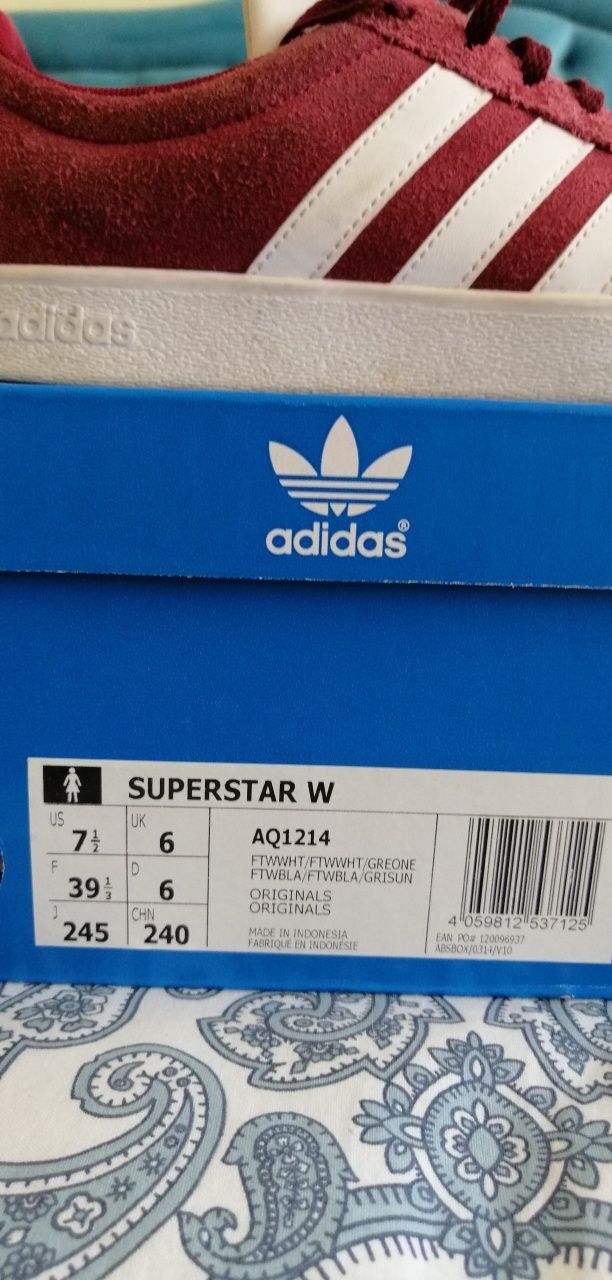 adidas
adidas®
SUPERSTAR W
US 7½ UK 6
F 39⅓ D 6
J 245 CHN 240
AQ1214
FTWWHT/FTWWHT/GREONE
FTWBLA/FTWBLA/GRISUN
ORIGINALS
ORIGINALS
MADE IN INDONESIA
FABRIQUÉ EN INDONÉSIE
4 059812 537125
EAN PO# 120096937
ABSBOX/0314/V10